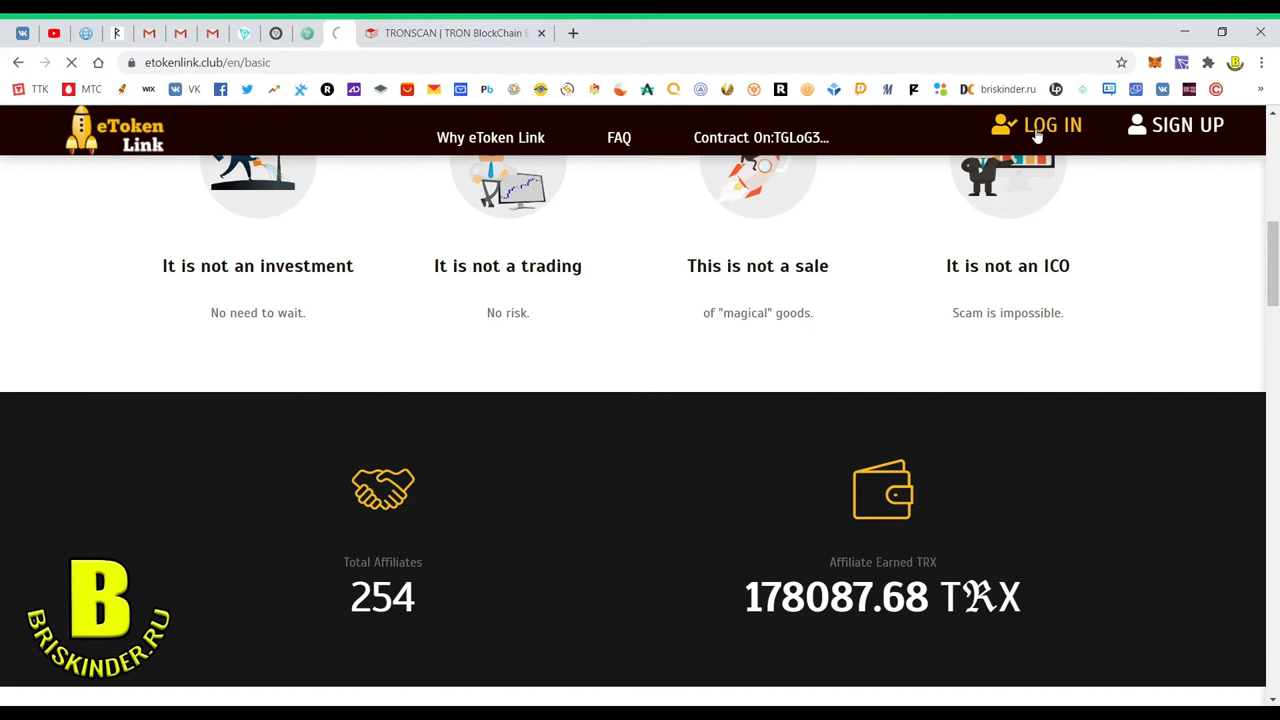 TRONSCAN | TRON BlockChain E
etokenlink.club/en/basic
TTK
МТС
WIX
VK
Pb
briskinder.ru
eToken
Link
Why eToken Link
FAQ
Contract On:TGLoG3...
LOG IN
SIGN UP
It is not an investment
It is not a trading
This is not a sale
It is not an ICO
No need to wait.
No risk.
of "magical" goods.
Scam is impossible.
Total Affiliates
Affiliate Earned TRX
254
178087.68 TRX
B
BRISKINDER.RU